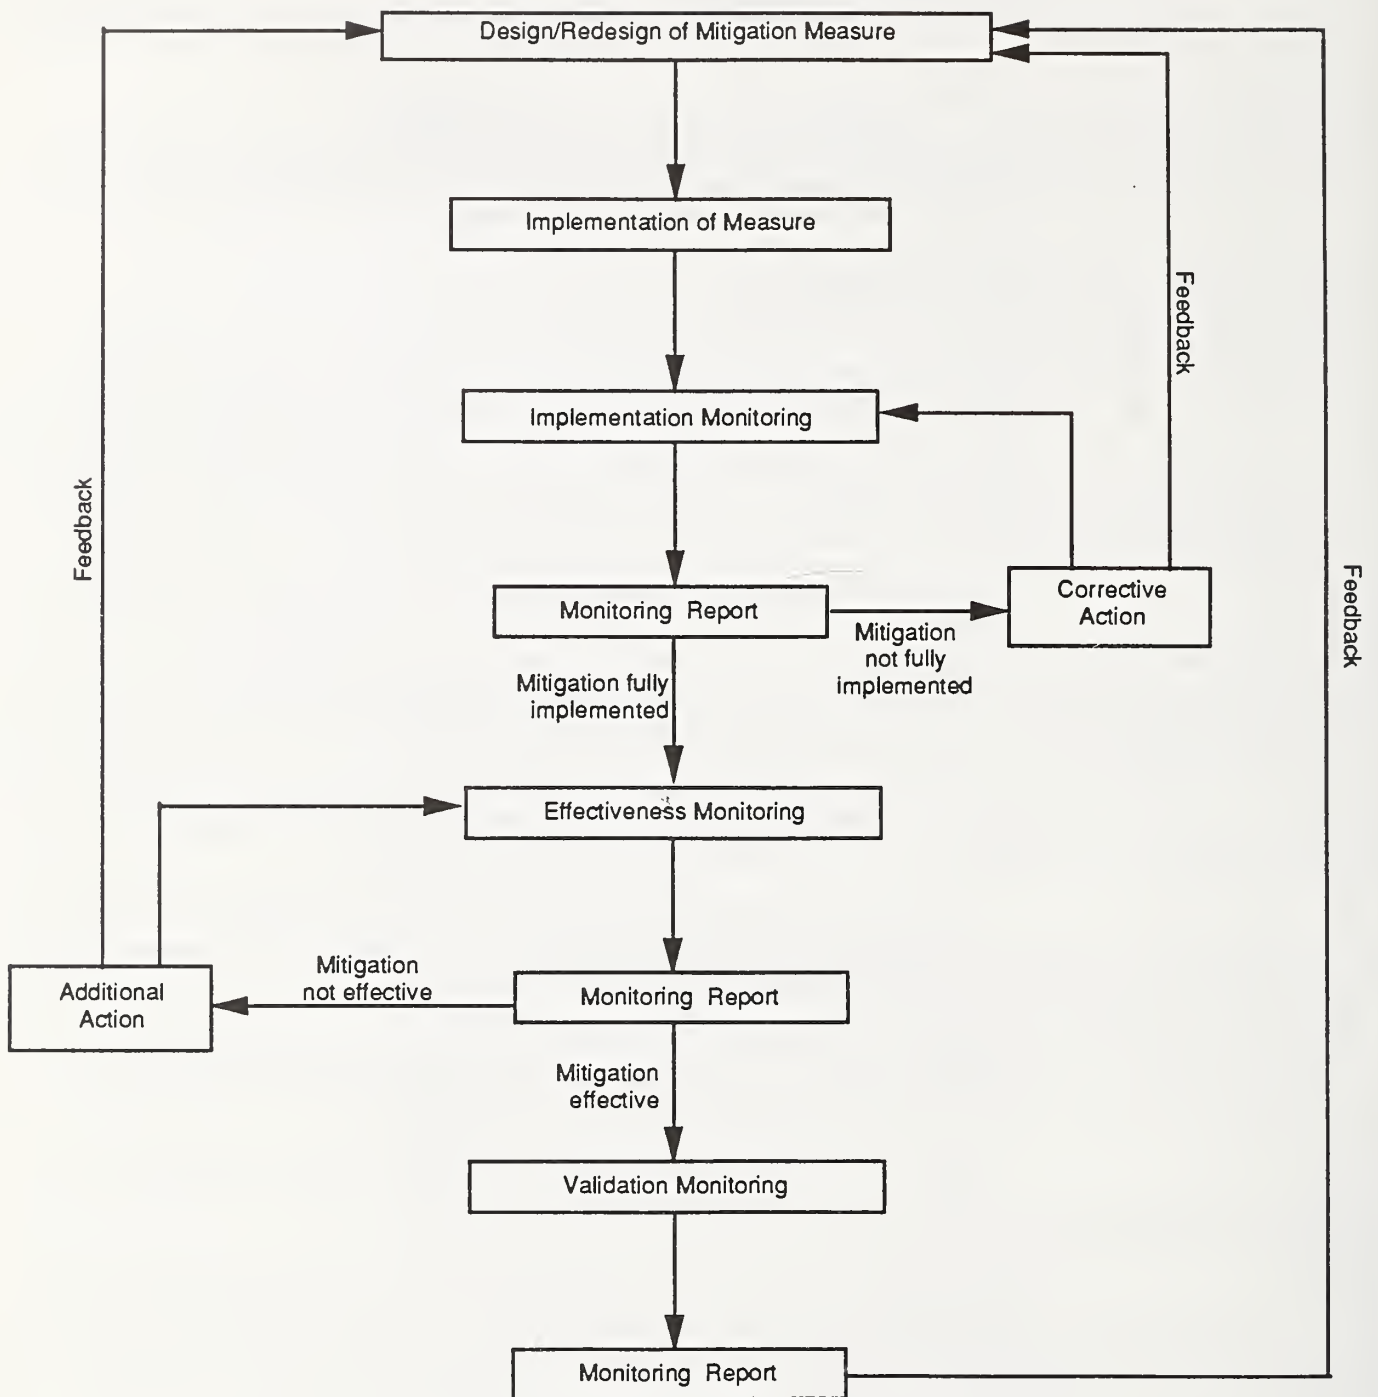 Design/Redesign of Mitigation Measure
Implementation of Measure
Feedback
Implementation Monitoring
Feedback
Monitoring Report
Corrective
Action
Mitigation
not fully
implemented
Feedback
Mitigation fully
implemented
Effectiveness Monitoring
Mitigation
not effective
Additional
Action
Monitoring Report
Mitigation
effective
Validation Monitoring
Monitoring Report